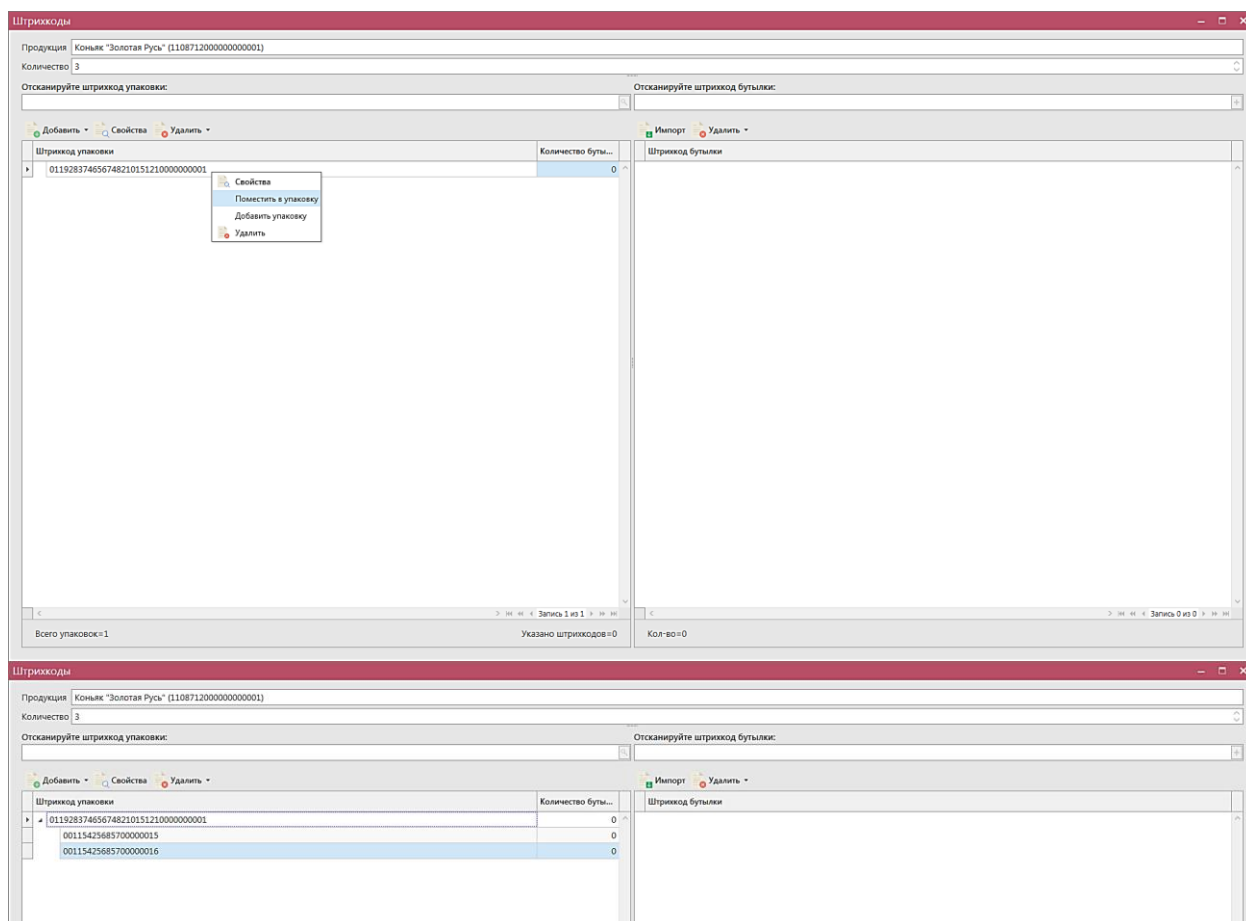 Штрихкоды
Продукция Коньяк "Золотая Русь" (1108712000000000001)
Количество 3
Отсканируйте штрихкод упаковки: Отсканируйте штрихкод бутылки:
Добавить Свойства Удалить Импорт Удалить
Штрихкод упаковки Количество буты... Штрихкод бутылки
01192837465674821015121000000001 0
Свойства
Поместить в упаковку
Добавить упаковку
Удалить
Запись 1 из 1 Запись 0 из 0
Всего упаковок=1 Указано штрихкодов=0 Кол-во=0
Штрихкоды
Продукция Коньяк "Золотая Русь" (1108712000000000001)
Количество 3
Отсканируйте штрихкод упаковки: Отсканируйте штрихкод бутылки:
Добавить Свойства Удалить Импорт Удалить
Штрихкод упаковки Количество буты... Штрихкод бутылки
01192837465674821015121000000001 0
00115425685700000015 0
00115425685700000016 0